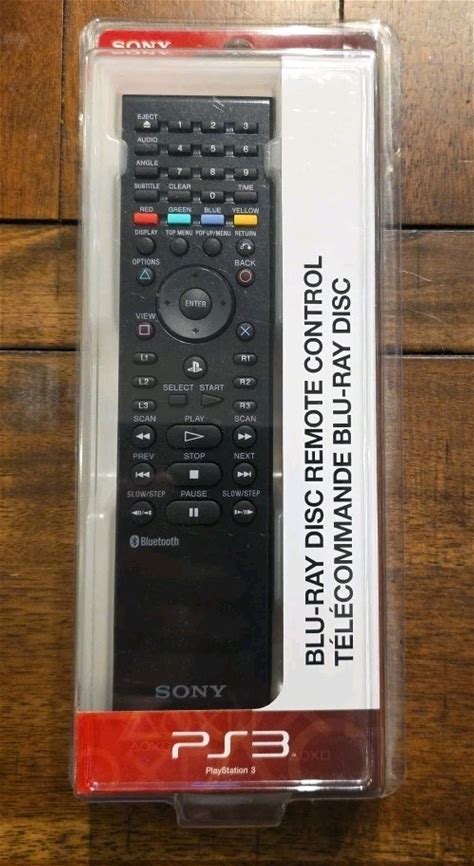 SONY
EJECT 1 2 3
AUDIO 4 5 6
ANGLE 7 8 9
SUBTITLE CLEAR 0 TIME
RED GREEN BLUE YELLOW
DISPLAY TOP MENU POP UP/MENU RETURN
OPTIONS BACK
ENTER
VIEW
L1 R1
L2 R2
SELECT START
L3 R3
SCAN PLAY SCAN
PREV STOP NEXT
SLOW/STEP PAUSE SLOW/STEP
Bluetooth
SONY
BLU-RAY DISC REMOTE CONTROL
TÉLÉCOMMANDE BLU-RAY DISC
PS3
PlayStation 3